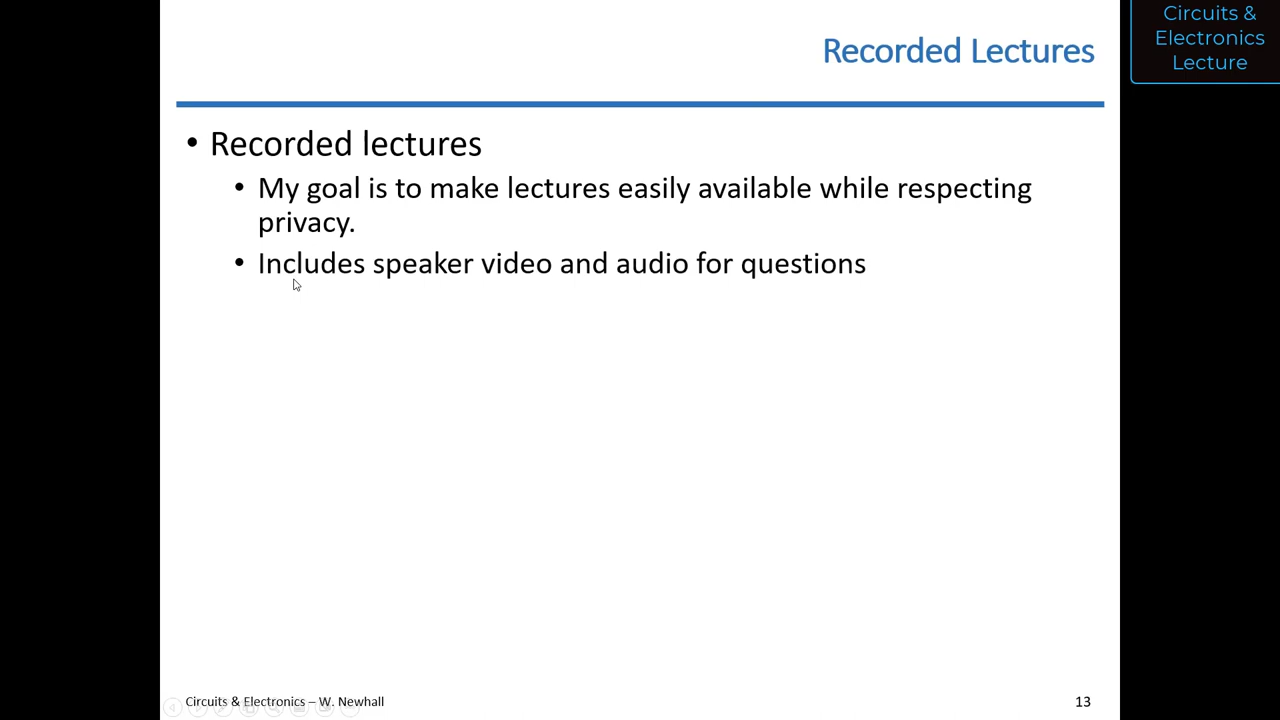 Circuits &
Electronics
Lecture
Recorded Lectures
• Recorded lectures
• My goal is to make lectures easily available while respecting
privacy.
• Includes speaker video and audio for questions
Circuits & Electronics – W. Newhall
13